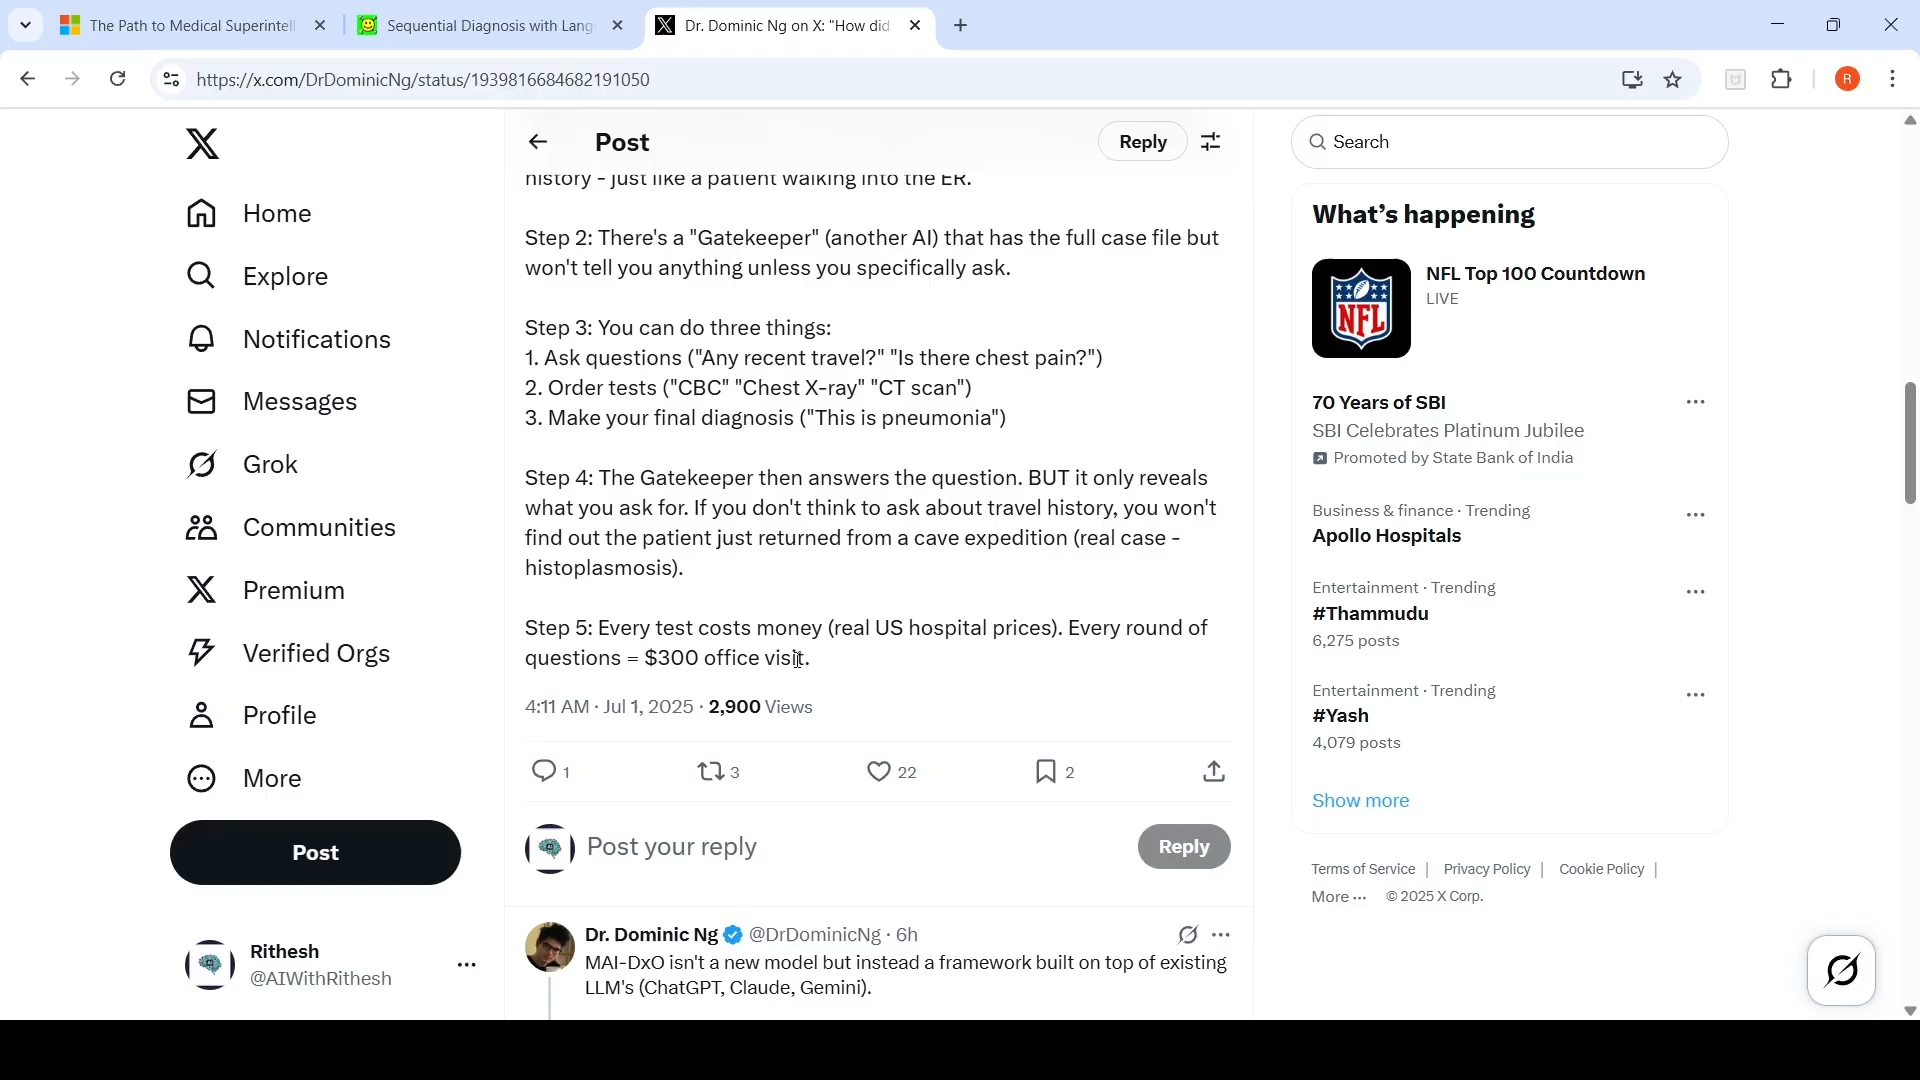 The Path to Medical Superintell
Sequential Diagnosis with Lang
Dr. Dominic Ng on X: "How did
https://x.com/DrDominicNg/status/1939816684682191050
R
Home
Explore
Notifications
Messages
Grok
Communities
Premium
Verified Orgs
Profile
More
Post
Rithesh
@AIWithRithesh
Post
Reply
history - just like a patient walking into the ER.
Step 2: There's a "Gatekeeper" (another AI) that has the full case file but
won't tell you anything unless you specifically ask.
Step 3: You can do three things:
1. Ask questions ("Any recent travel?" "Is there chest pain?")
2. Order tests ("CBC" "Chest X-ray" "CT scan")
3. Make your final diagnosis ("This is pneumonia")
Step 4: The Gatekeeper then answers the question. BUT it only reveals
what you ask for. If you don't think to ask about travel history, you won't
find out the patient just returned from a cave expedition (real case -
histoplasmosis).
Step 5: Every test costs money (real US hospital prices). Every round of
questions = $300 office visit.
4:11 AM · Jul 1, 2025 · 2,900 Views
1
3
22
2
Post your reply
Reply
Dr. Dominic Ng @DrDominicNg · 6h
MAI-DxO isn't a new model but instead a framework built on top of existing
LLM's (ChatGPT, Claude, Gemini).
Search
What's happening
NFL
NFL Top 100 Countdown
LIVE
70 Years of SBI
SBI Celebrates Platinum Jubilee
Promoted by State Bank of India
Business & finance · Trending
Apollo Hospitals
Entertainment · Trending
#Thammudu
6,275 posts
Entertainment · Trending
#Yash
4,079 posts
Show more
Terms of Service | Privacy Policy | Cookie Policy |
More ··· © 2025 X Corp.